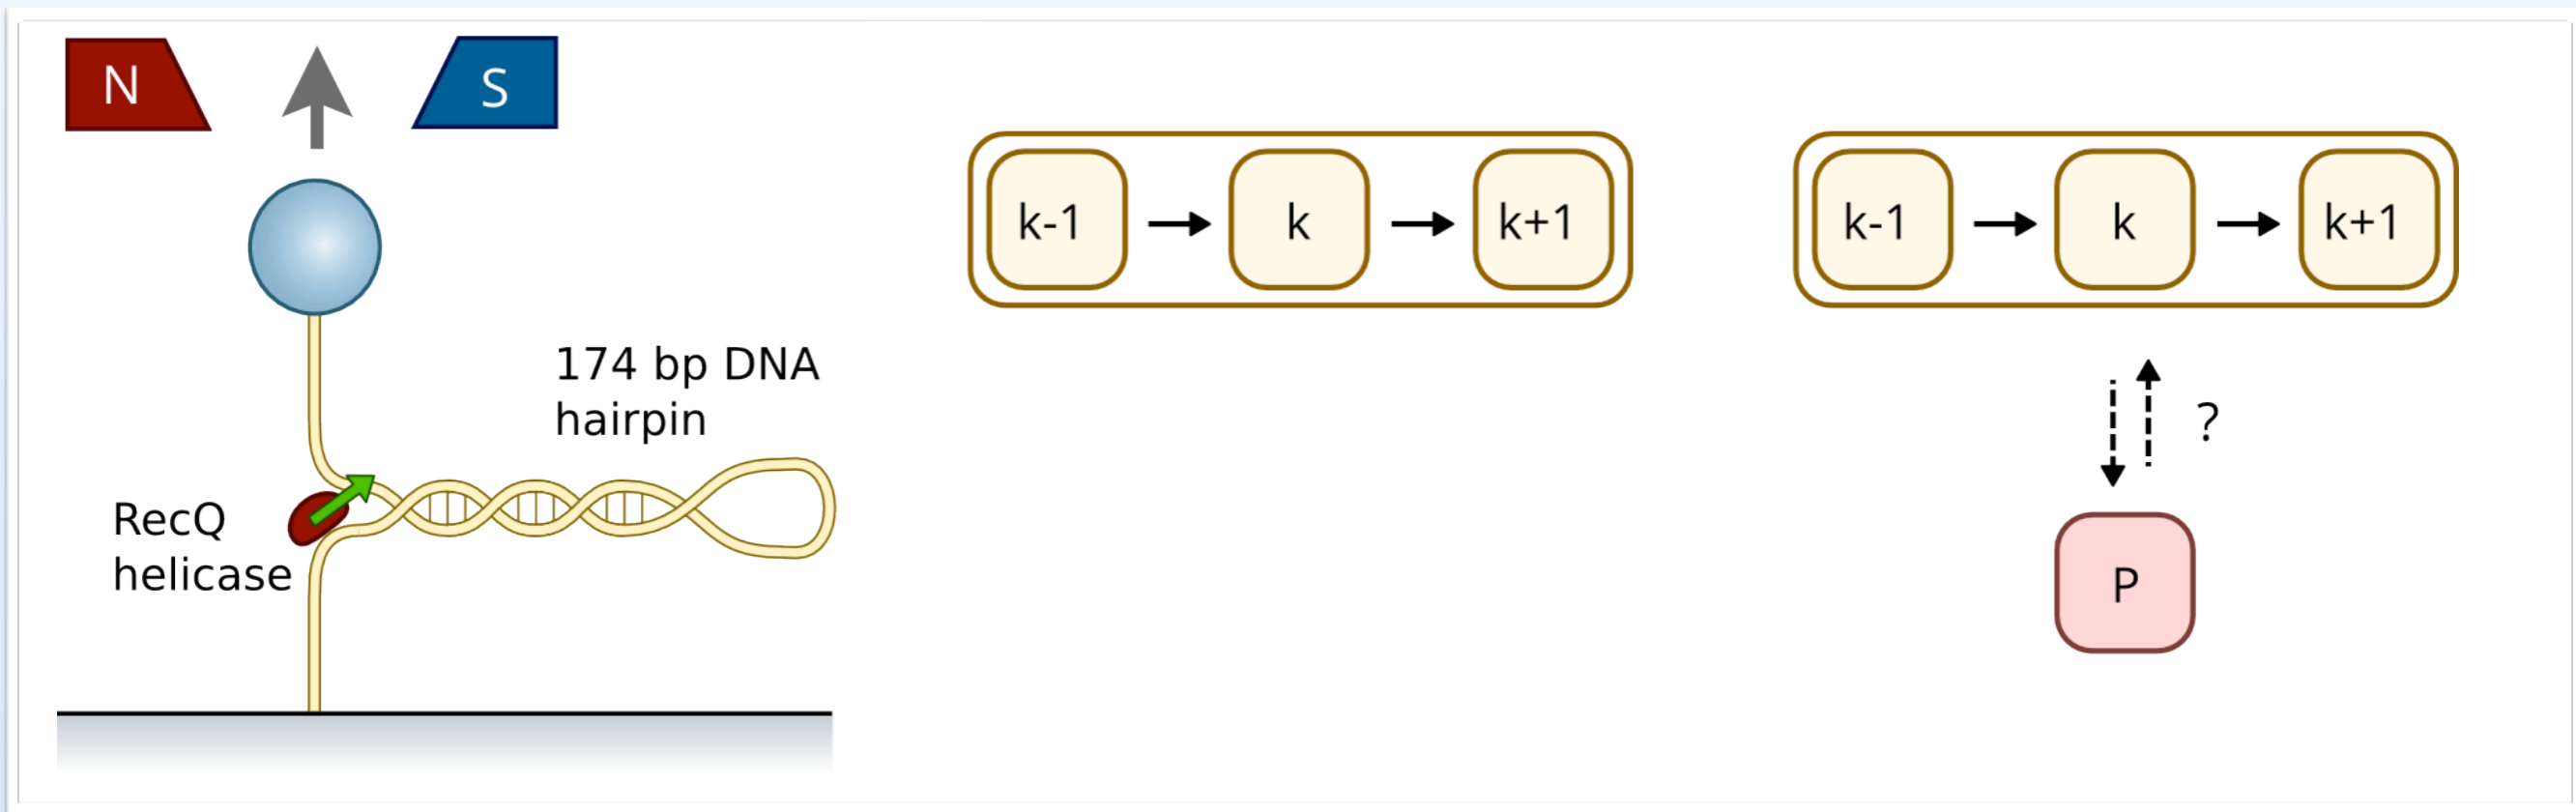 N
S
174 bp DNA
hairpin
RecQ
helicase
k-1
k
k+1
k-1
k
k+1
?
P